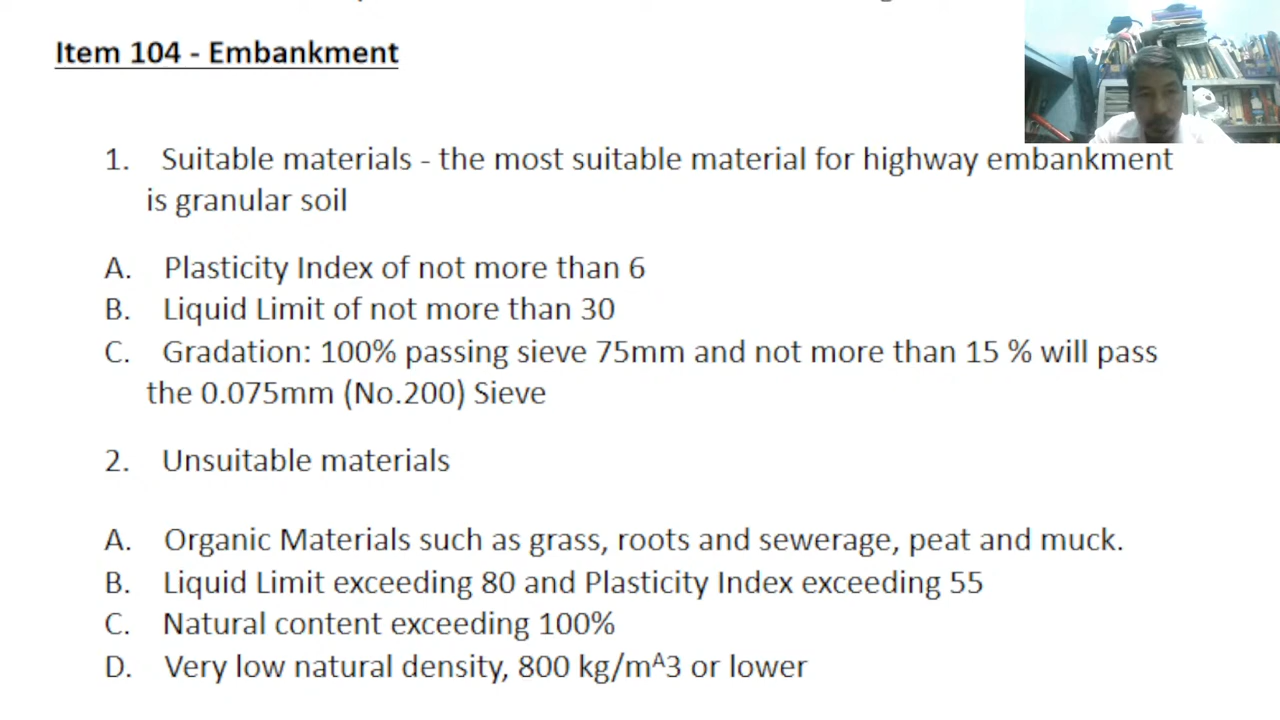 Item 104 - Embankment
1. Suitable materials - the most suitable material for highway embankment
is granular soil
A. Plasticity Index of not more than 6
B. Liquid Limit of not more than 30
C. Gradation: 100% passing sieve 75mm and not more than 15 % will pass
the 0.075mm (No.200) Sieve
2. Unsuitable materials
A. Organic Materials such as grass, roots and sewerage, peat and muck.
B. Liquid Limit exceeding 80 and Plasticity Index exceeding 55
C. Natural content exceeding 100%
D. Very low natural density, 800 kg/m^A3 or lower